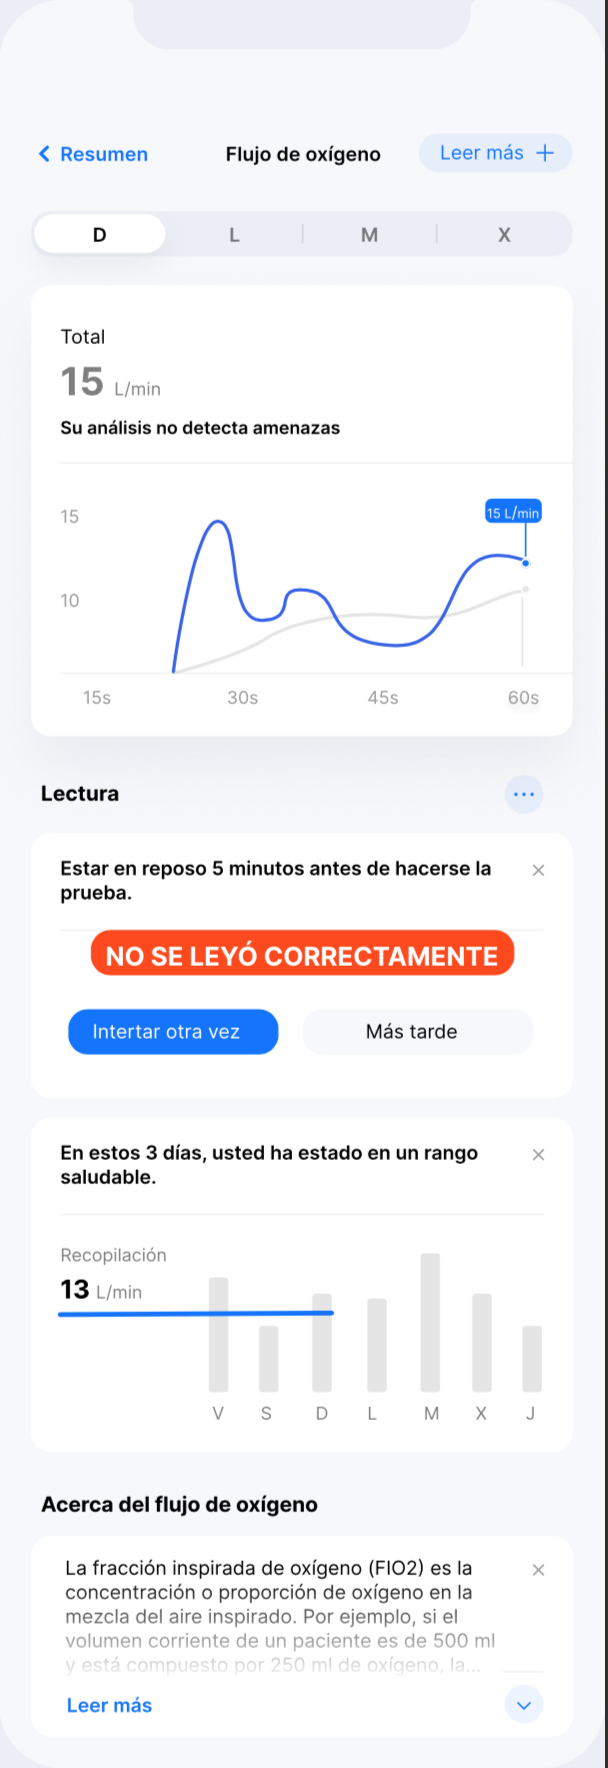 Resumen
Flujo de oxígeno
Leer más +
D L M X
Total
15 L/min
Su análisis no detecta amenazas
15
15 L/min
10
15s 30s 45s 60s
Lectura
...
Estar en reposo 5 minutos antes de hacerse la
prueba.
NO SE LEYÓ CORRECTAMENTE
Intertar otra vez
Más tarde
En estos 3 días, usted ha estado en un rango
saludable.
Recopilación
13 L/min
V S D L M X J
Acerca del flujo de oxígeno
La fracción inspirada de oxígeno (FIO2) es la
concentración o proporción de oxígeno en la
mezcla del aire inspirado. Por ejemplo, si el
volumen corriente de un paciente es de 500 ml
y está compuesto por 250 ml de oxígeno, la...
Leer más